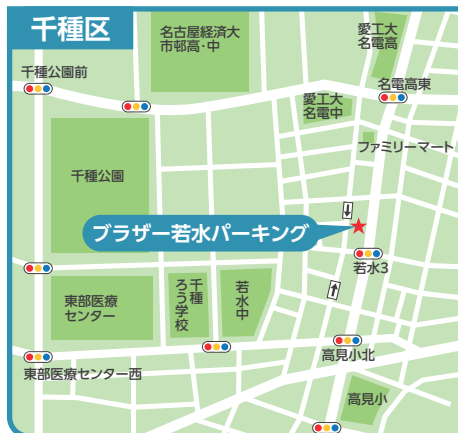 千種区
名古屋経済大
市邨高・中
愛工大
名電高
千種公園前
名電高東
愛工大
名電中
ファミリーマート
千種公園
ブラザー若水パーキング
若水3
東部医療
センター
千種
ろう学校
若水中
高見小北
東部医療センター西
高見小